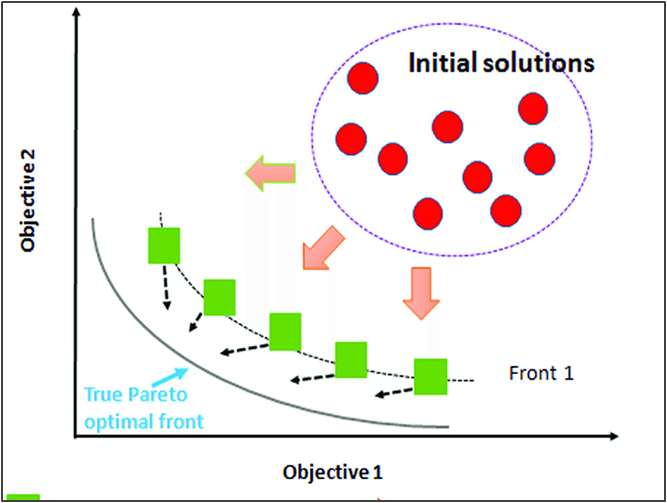 Initial solutions
Objective 2
Front 1
True Pareto
optimal front
Objective 1